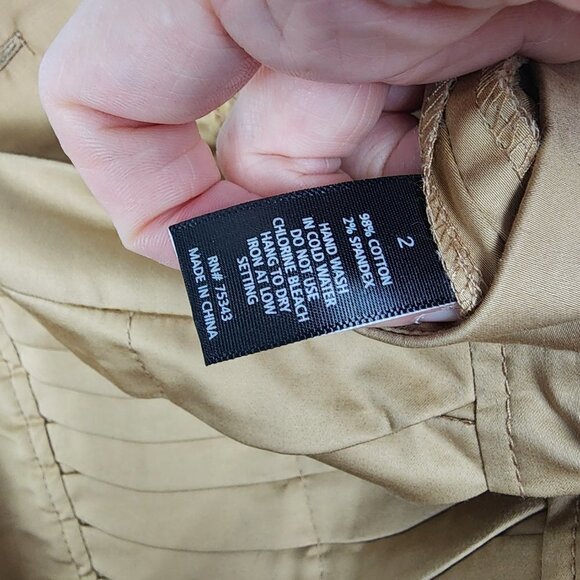 2
98% COTTON
2% SPANDEX
HAND WASH
IN COLD WATER
DO NOT USE
CHLORINE BLEACH
HANG TO DRY
IRON AT LOW
SETTING
RN# 75343
MADE IN CHINA